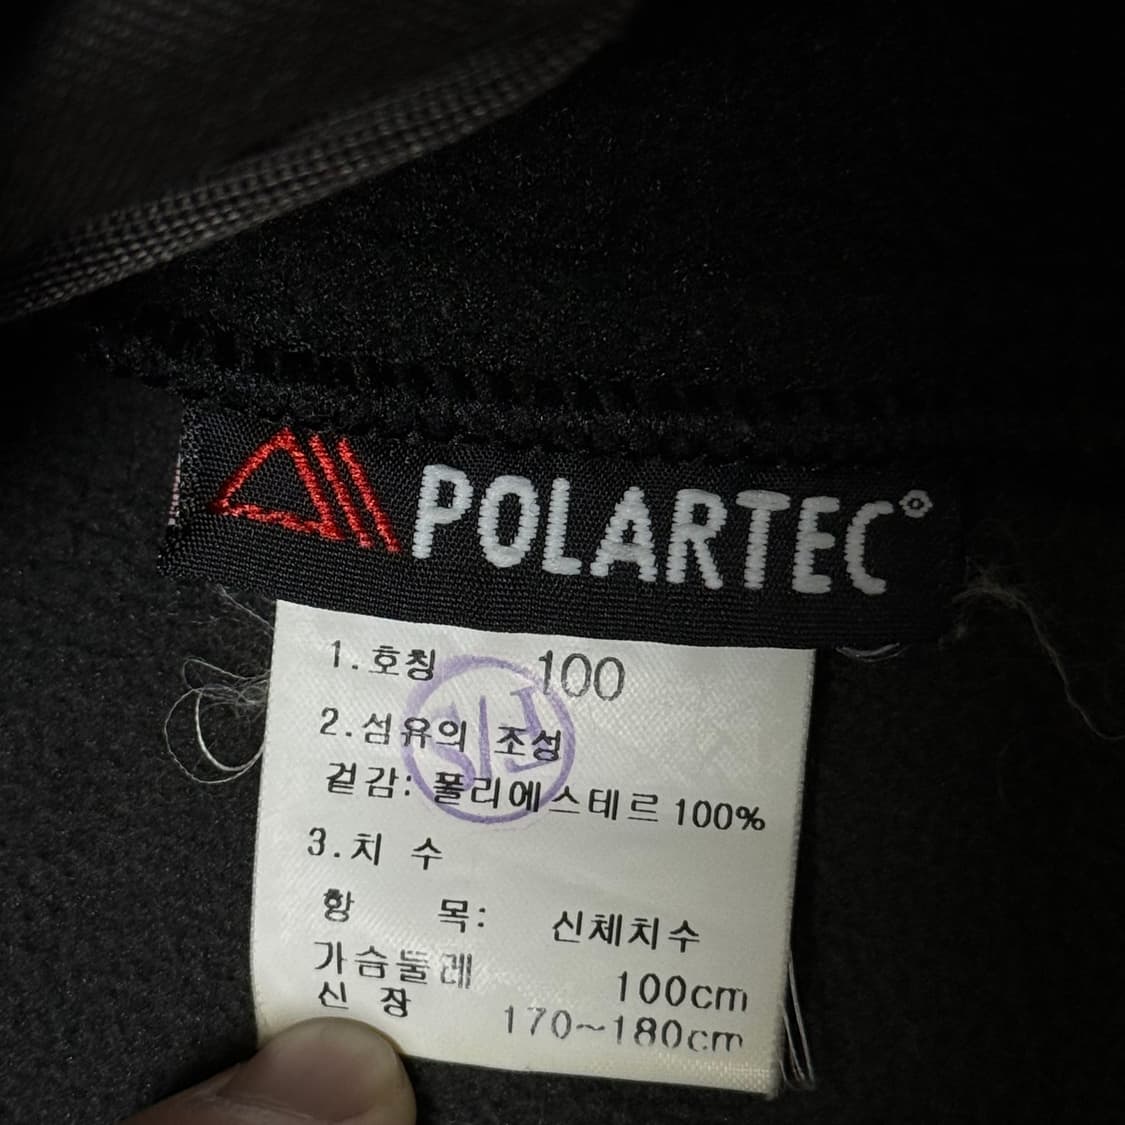 POLARTEC®
1.호칭 100
2.섬유의 조성
겉감: 폴리에스테르 100%
3.치 수
항 목: 신체치수
가슴둘레 100cm
신 장 170~180cm